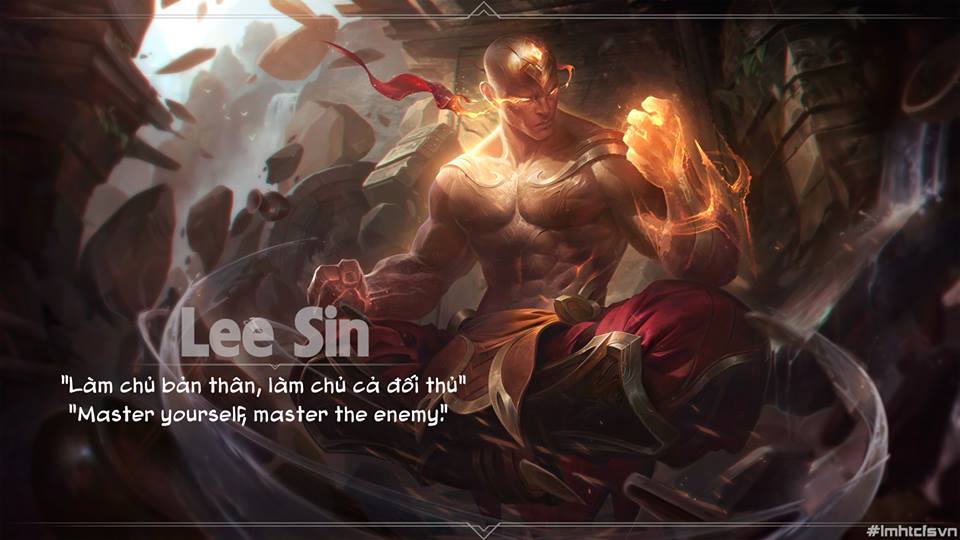 Lee Sin
"Làm chủ bản thân, làm chủ cả đối thủ"
"Master yourself, master the enemy."
#lmhtcfsvn